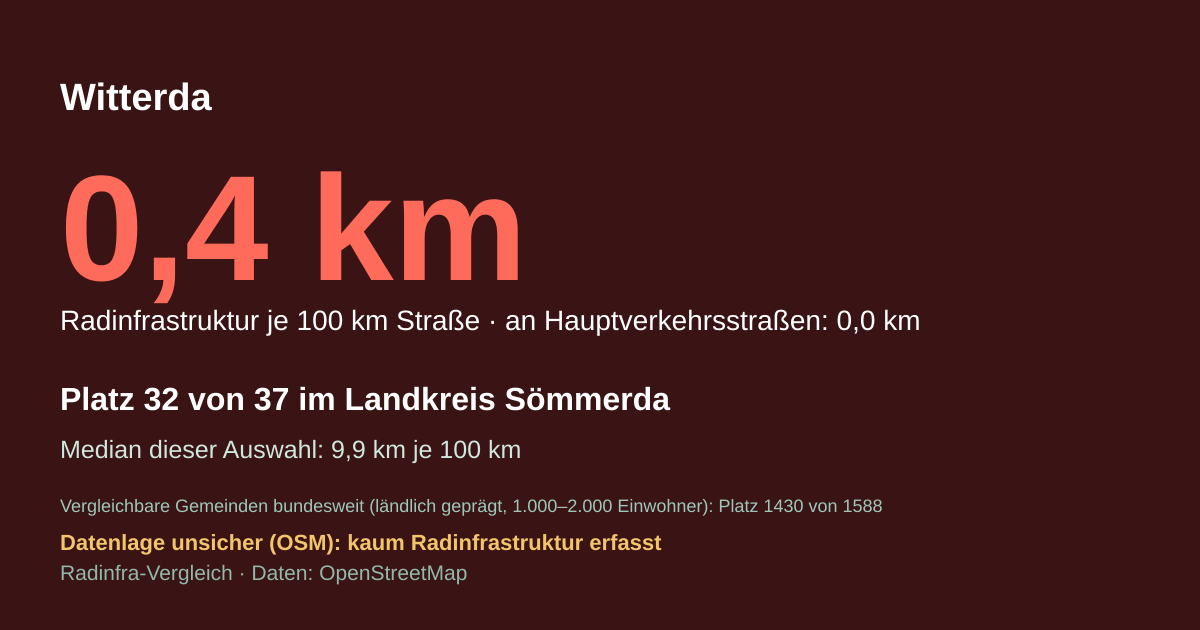 Witterda
0,4 km
Radinfrastruktur je 100 km Straße · an Hauptverkehrsstraßen: 0,0 km
Platz 32 von 37 im Landkreis Sömmerda
Median dieser Auswahl: 9,9 km je 100 km
Vergleichbare Gemeinden bundesweit (ländlich geprägt, 1.000–2.000 Einwohner): Platz 1430 von 1588
Datenlage unsicher (OSM): kaum Radinfrastruktur erfasst
Radinfra-Vergleich · Daten: OpenStreetMap